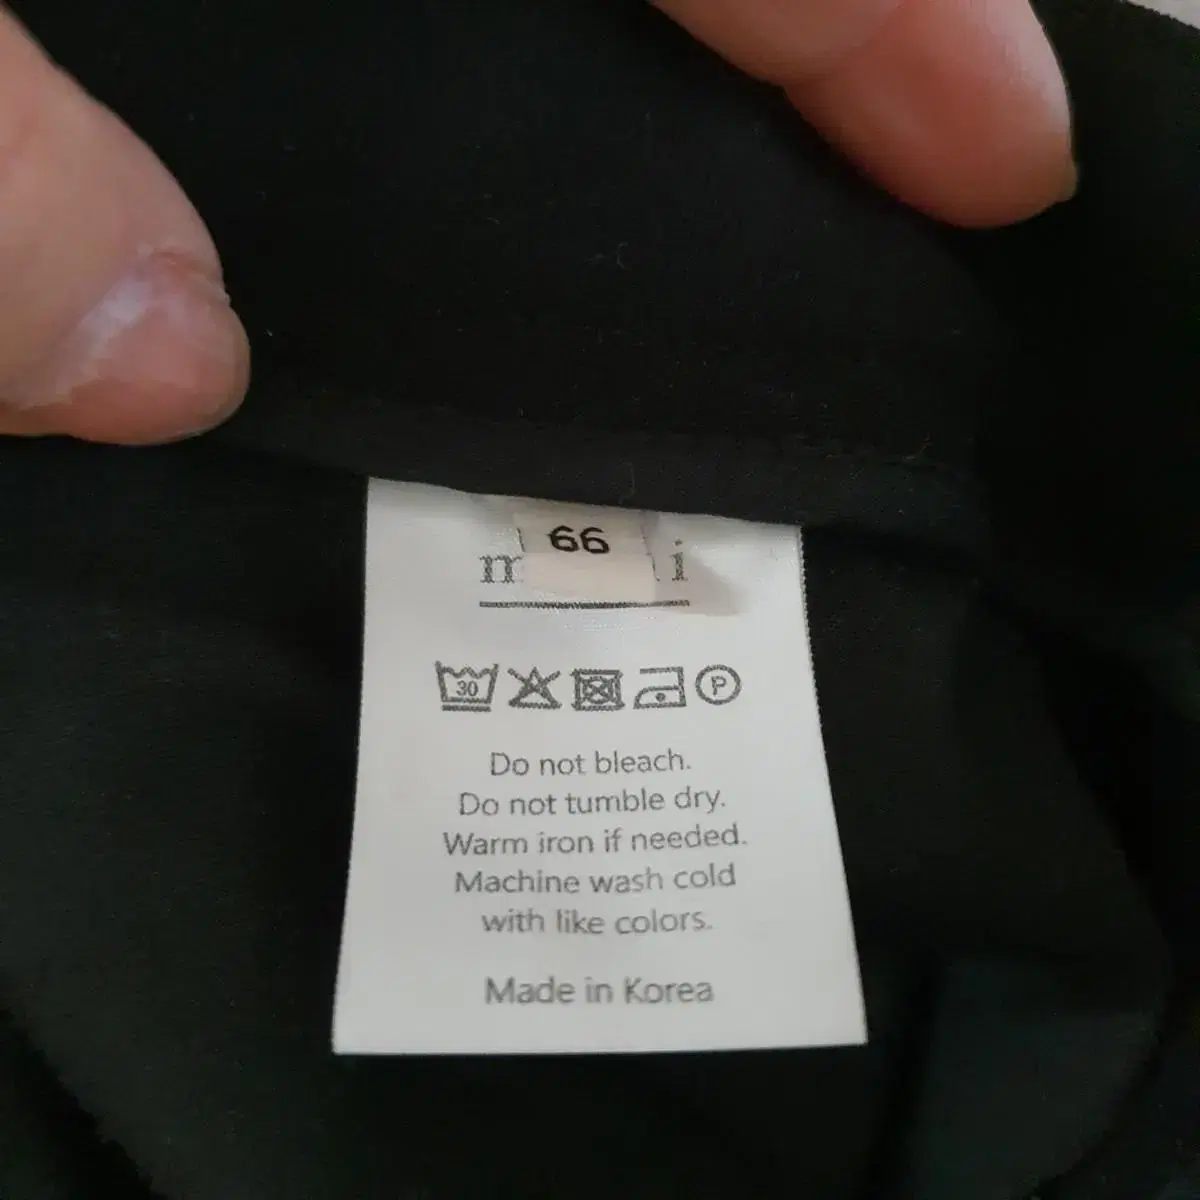 66
30
P
Do not bleach.
Do not tumble dry.
Warm iron if needed.
Machine wash cold
with like colors.
Made in Korea